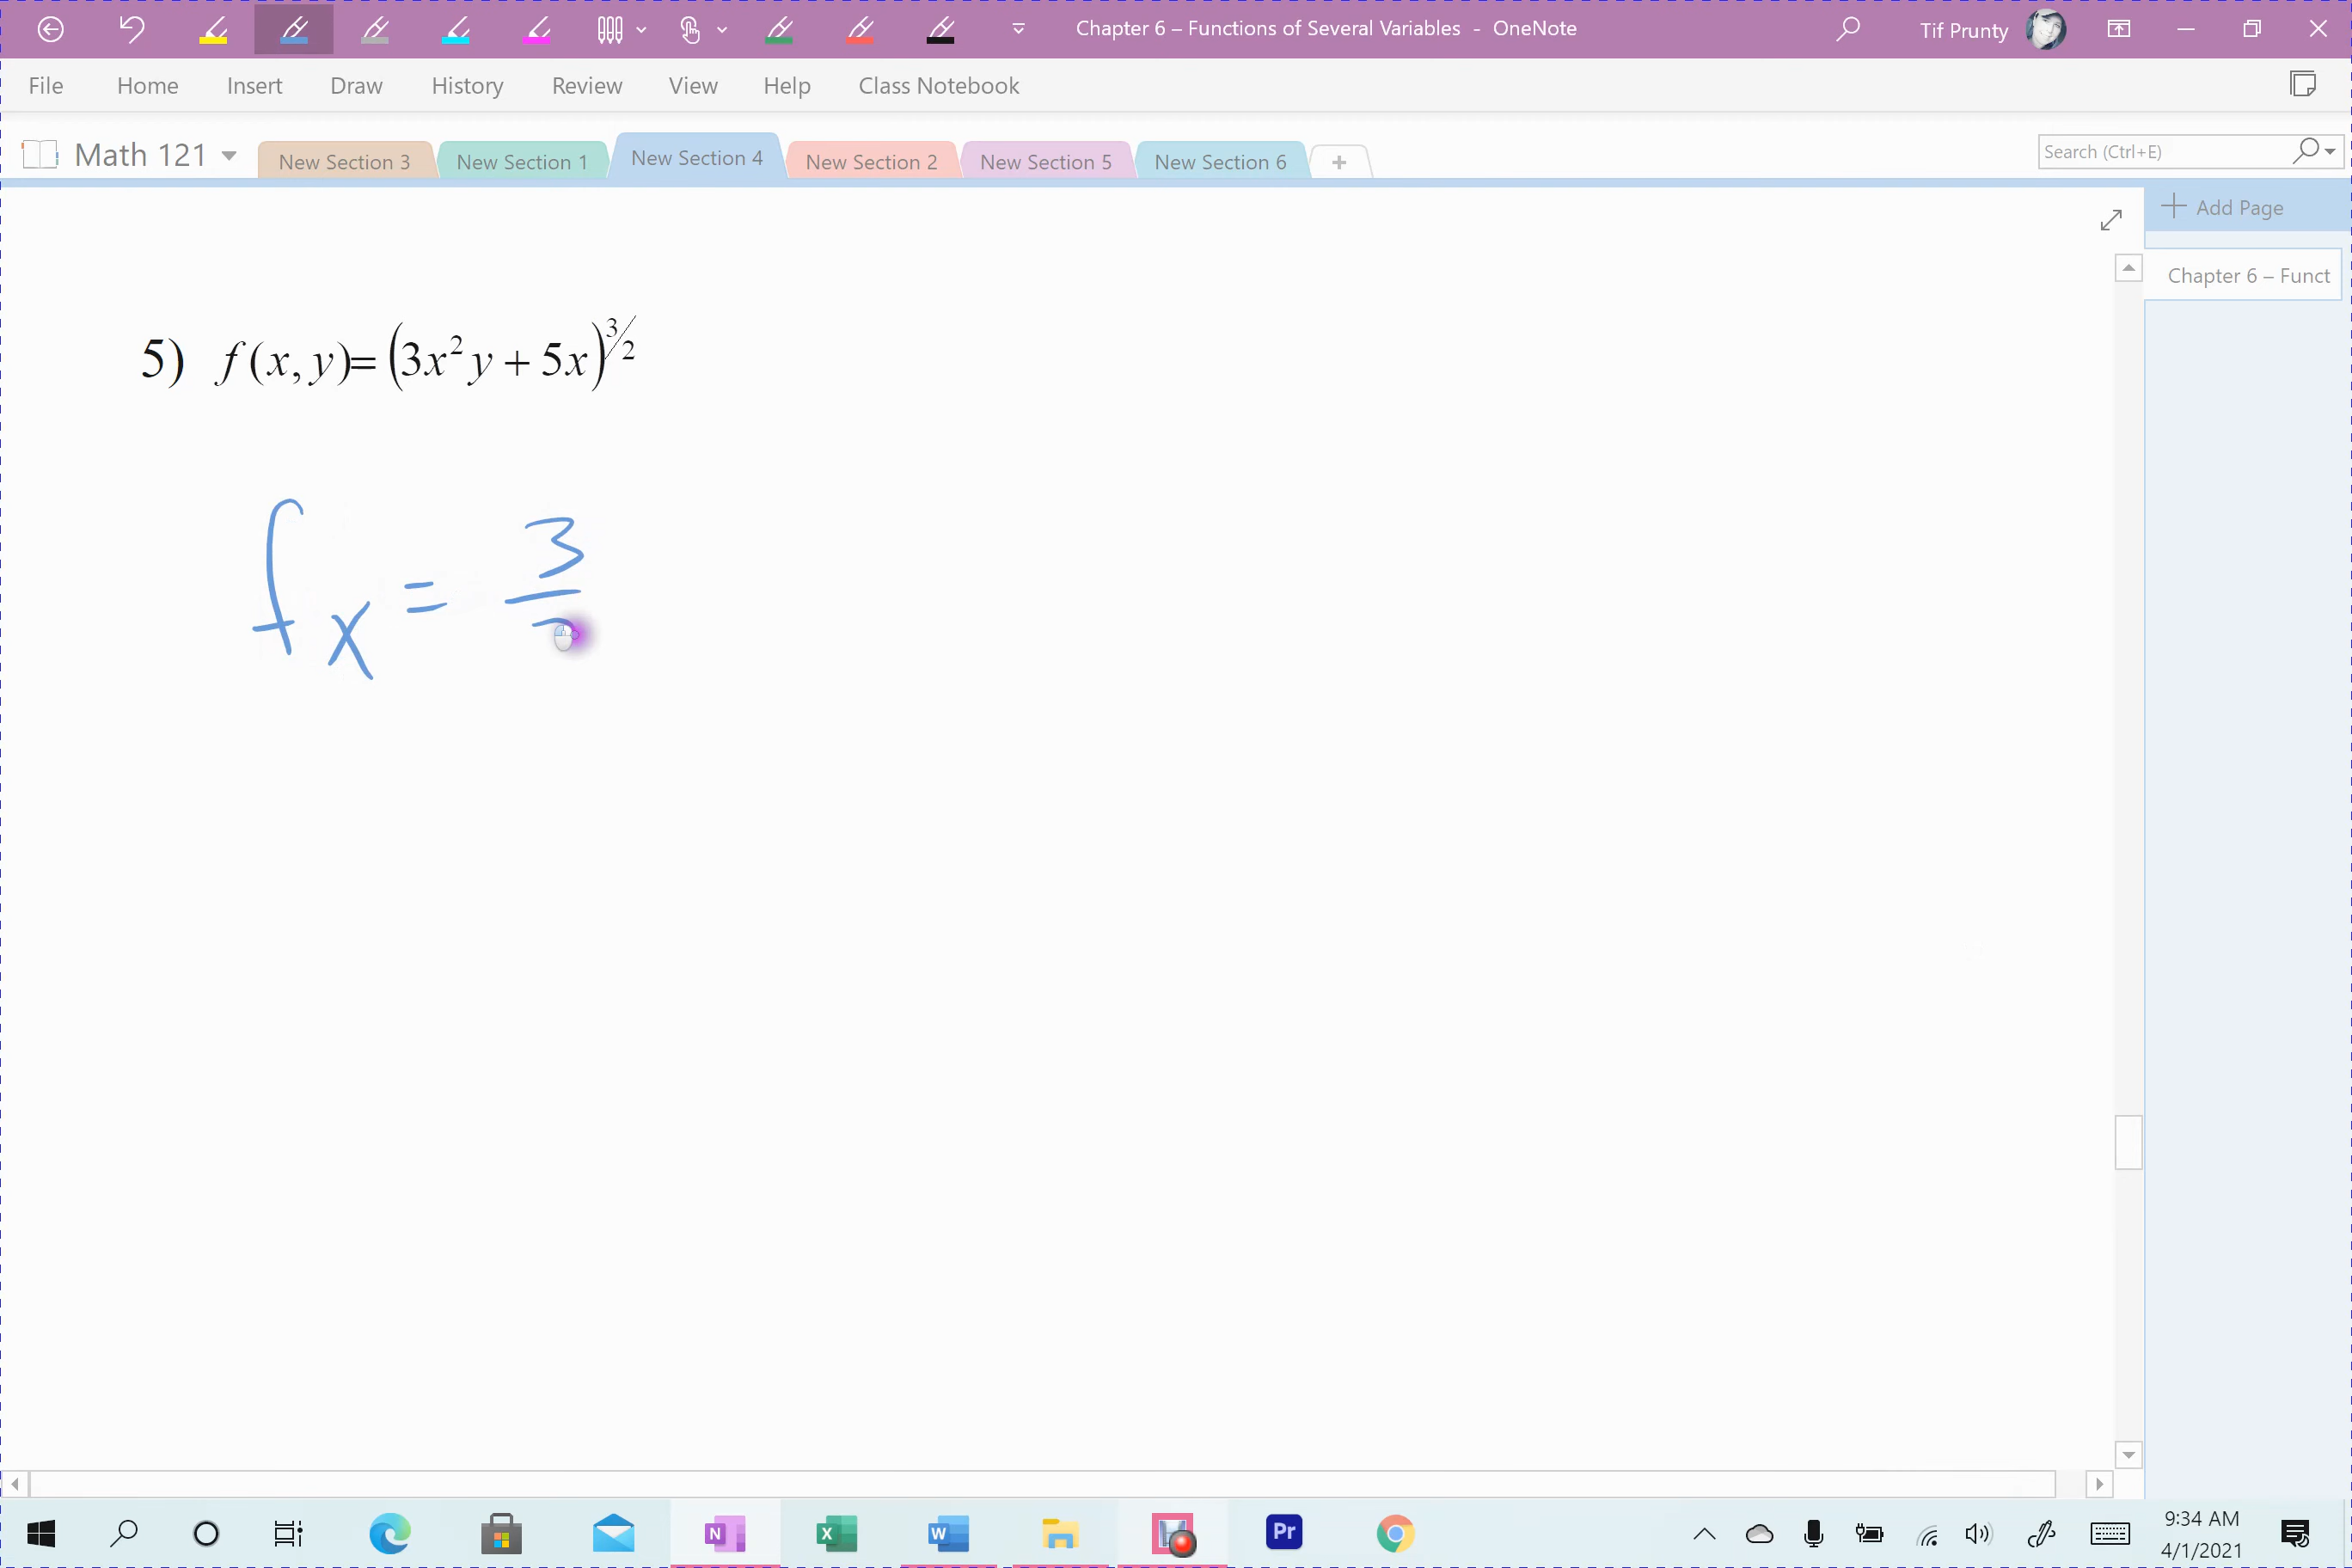 Chapter 6 – Functions of Several Variables - OneNote
Tif Prunty
File Home Insert Draw History Review View Help Class Notebook
Math 121
New Section 3
New Section 1
New Section 4
New Section 2
New Section 5
New Section 6
Search (Ctrl+E)
Add Page
Chapter 6 – Funct
5) f(x, y)= (3x²y + 5x)^3/2
f x = 3
N
X
W
Pr
9:34 AM
4/1/2021